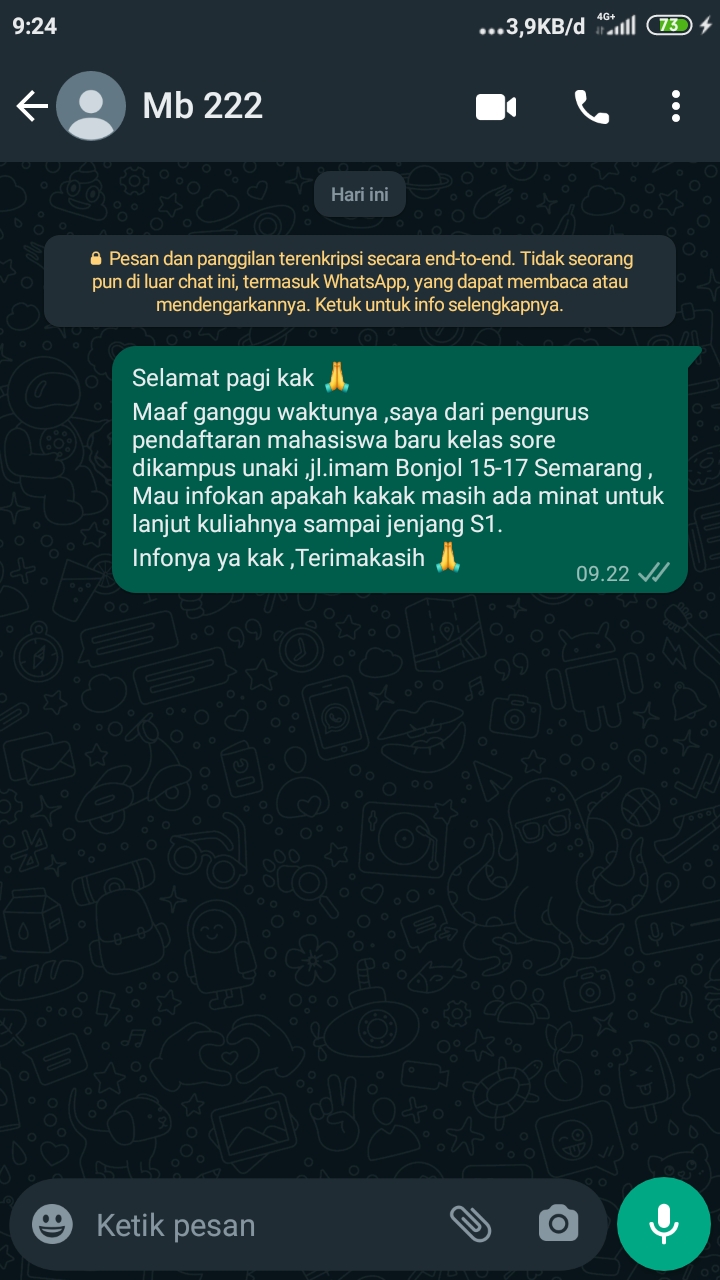 9:24
...3,9KB/d 4G+ 73
Mb 222
Hari ini
Pesan dan panggilan terenkripsi secara end-to-end. Tidak seorang
pun di luar chat ini, termasuk WhatsApp, yang dapat membaca atau
mendengarkannya. Ketuk untuk info selengkapnya.
Selamat pagi kak 🙏
Maaf ganggu waktunya ,saya dari pengurus
pendaftaran mahasiswa baru kelas sore
dikampus unaki ,jl.imam Bonjol 15-17 Semarang ,
Mau infokan apakah kakak masih ada minat untuk
lanjut kuliahnya sampai jenjang S1.
Infonya ya kak ,Terimakasih 🙏
09.22
Ketik pesan